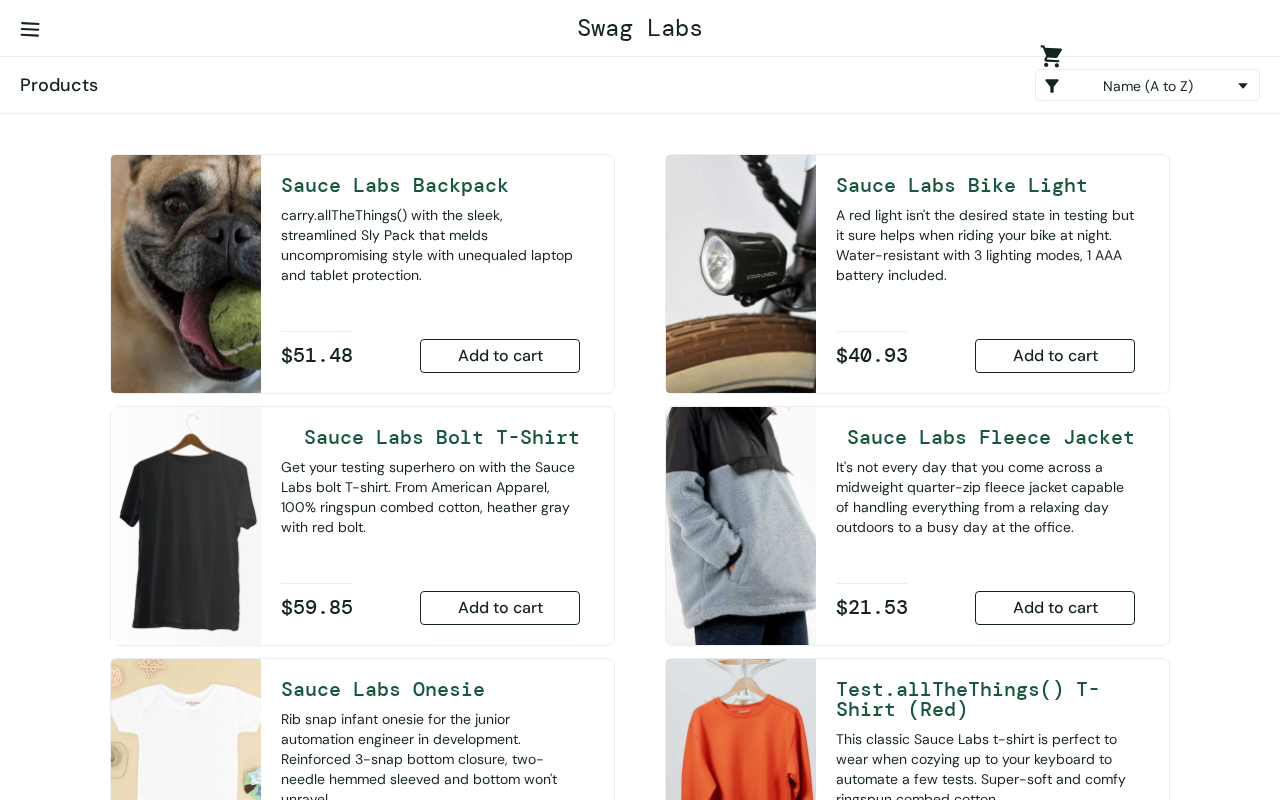 Swag Labs
Products
Name (A to Z)
Sauce Labs Backpack
carry.allTheThings() with the sleek,
streamlined Sly Pack that melds
uncompromising style with unequaled laptop
and tablet protection.
$51.48
Add to cart
Sauce Labs Bike Light
A red light isn't the desired state in testing but
it sure helps when riding your bike at night.
Water-resistant with 3 lighting modes, 1 AAA
battery included.
$40.93
Add to cart
Sauce Labs Bolt T-Shirt
Get your testing superhero on with the Sauce
Labs bolt T-shirt. From American Apparel,
100% ringspun combed cotton, heather gray
with red bolt.
$59.85
Add to cart
Sauce Labs Fleece Jacket
It's not every day that you come across a
midweight quarter-zip fleece jacket capable
of handling everything from a relaxing day
outdoors to a busy day at the office.
$21.53
Add to cart
Sauce Labs Onesie
Rib snap infant onesie for the junior
automation engineer in development.
Reinforced 3-snap bottom closure, two-
needle hemmed sleeved and bottom won't
unravel.
Test.allTheThings() T-
Shirt (Red)
This classic Sauce Labs t-shirt is perfect to
wear when cozying up to your keyboard to
automate a few tests. Super-soft and comfy
ringspun combed cotton.